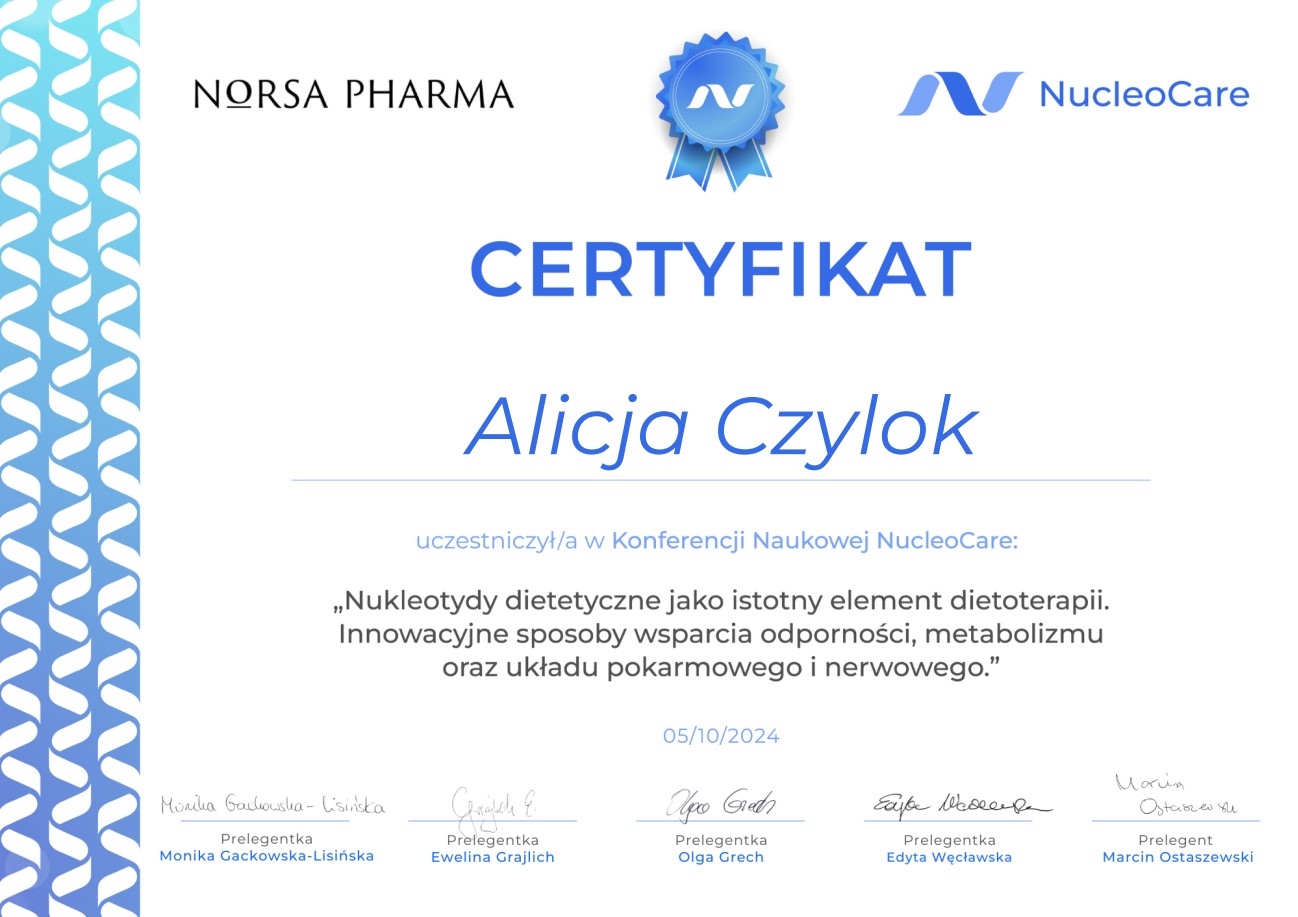 NORSA PHARMA
NucleoCare
CERTYFIKAT
Alicja Czylok
uczestniczył/a w Konferencji Naukowej NucleoCare:
„Nukleotydy dietetyczne jako istotny element dietoterapii.
Innowacyjne sposoby wsparcia odporności, metabolizmu
oraz układu pokarmowego i nerwowego.”
05/10/2024
Monika Gackowska-Lisińska
Grajlich E.
Olga Grech
Edyta Węcławska
Marcin
Ostaszewski
Prelegentka
Monika Gackowska-Lisińska
Prelegentka
Ewelina Grajlich
Prelegentka
Olga Grech
Prelegentka
Edyta Węcławska
Prelegent
Marcin Ostaszewski